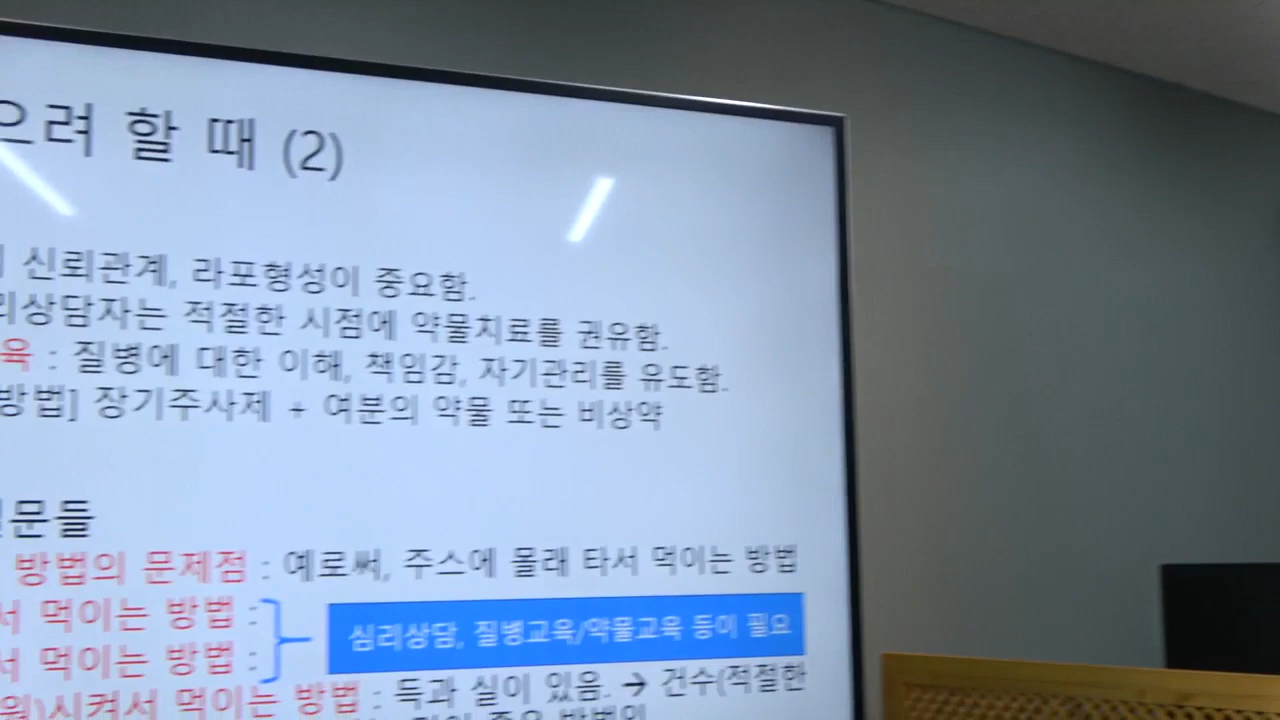 으려 할 때 (2)
신뢰관계, 라포형성이 중요함.
리상담자는 적절한 시점에 약물치료를 권유함.
육 : 질병에 대한 이해, 책임감, 자기관리를 유도함.
방법] 장기주사제 + 여분의 약물 또는 비상약
문들
방법의 문제점 : 예로써, 주스에 몰래 타서 먹이는 방법
서 먹이는 방법 :
심리상담, 질병교육/약물교육 등이 필요
서 먹이는 방법 :
원)시켜서 먹이는 방법 : 득과 실이 있음. → 건수(적절한